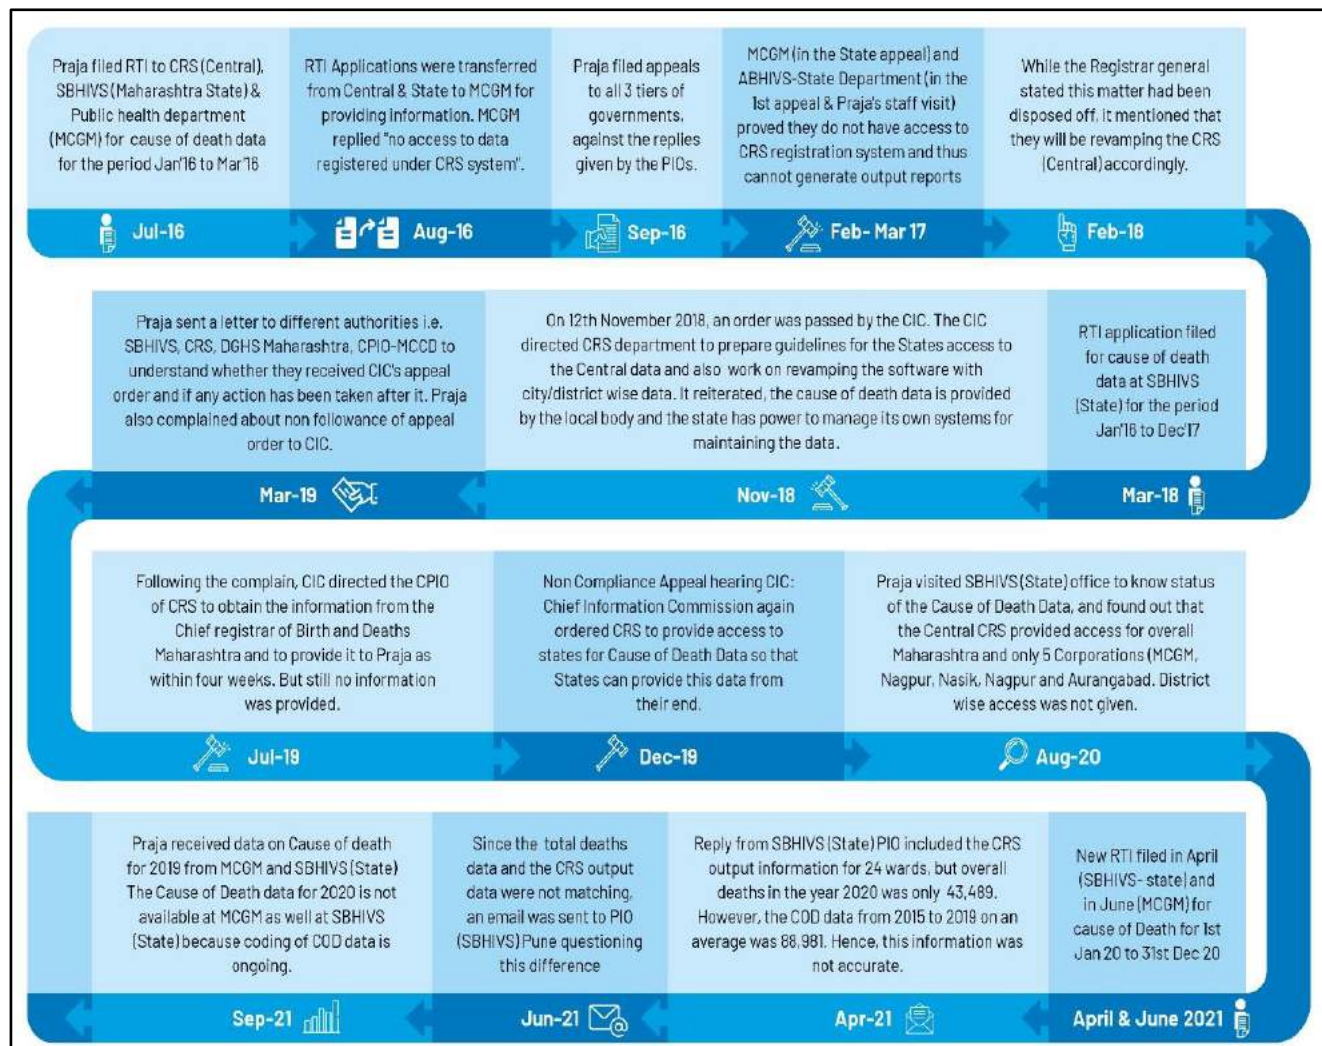 Praja filed RTI to CRS (Central),
SBHIVS (Maharashtra State) &
Public health department
(MCGM) for cause of death data
for the period Jan'16 to Mar'16
Jul-16
RTI Applications were transferred
from Central & State to MCGM for
providing information. MCGM
replied "no access to data
registered under CRS system".
Aug-16
Praja filed appeals
to all 3 tiers of
governments,
against the replies
given by the PIOs.
Sep-16
MCGM (in the State appeal) and
ABHIVS-State Department (in the
1st appeal & Praja's staff visit)
proved they do not have access to
CRS registration system and thus
cannot generate output reports
Feb- Mar 17
While the Registrar general
stated this matter had been
disposed off, it mentioned that
they will be revamping the CRS
(Central) accordingly.
Feb-18
RTI application filed
for cause of death
data at SBHIVS
(State) for the period
Jan'16 to Dec'17
Mar-18
On 12th November 2018, an order was passed by the CIC. The CIC
directed CRS department to prepare guidelines for the States access to
the Central data and also work on revamping the software with
city/district wise data. It reiterated, the cause of death data is provided
by the local body and the state has power to manage its own systems for
maintaining the data.
Nov-18
Praja sent a letter to different authorities i.e.
SBHIVS, CRS, DGHS Maharashtra, CPIO-MCCD to
understand whether they received CIC's appeal
order and if any action has been taken after it. Praja
also complained about non followance of appeal
order to CIC.
Mar-19
Following the complain, CIC directed the CPIO
of CRS to obtain the information from the
Chief registrar of Birth and Deaths
Maharashtra and to provide it to Praja as
within four weeks. But still no information
was provided.
Jul-19
Non Compliance Appeal hearing CIC:
Chief Information Commission again
ordered CRS to provide access to
states for Cause of Death Data so that
States can provide this data from
their end.
Dec-19
Praja visited SBHIVS (State) office to know status
of the Cause of Death Data, and found out that
the Central CRS provided access for overall
Maharashtra and only 5 Corporations (MCGM,
Nagpur, Nasik, Nagpur and Aurangabad. District
wise access was not given.
Aug-20
New RTI filed in April
(SBHIVS- state) and
in June (MCGM) for
cause of Death for 1st
Jan 20 to 31st Dec 20
April & June 2021
Reply from SBHIVS (State) PIO included the CRS
output information for 24 wards, but overall
deaths in the year 2020 was only 43,489.
However, the COD data from 2015 to 2019 on an
average was 88,981. Hence, this information was
not accurate.
Apr-21
Since the total deaths
data and the CRS output
data were not matching,
an email was sent to PIO
(SBHIVS) Pune questioning
this difference
Jun-21
Praja received data on Cause of death
for 2019 from MCGM and SBHIVS (State)
The Cause of Death data for 2020 is not
available at MCGM as well at SBHIVS
(State) because coding of COD data is
ongoing.
Sep-21